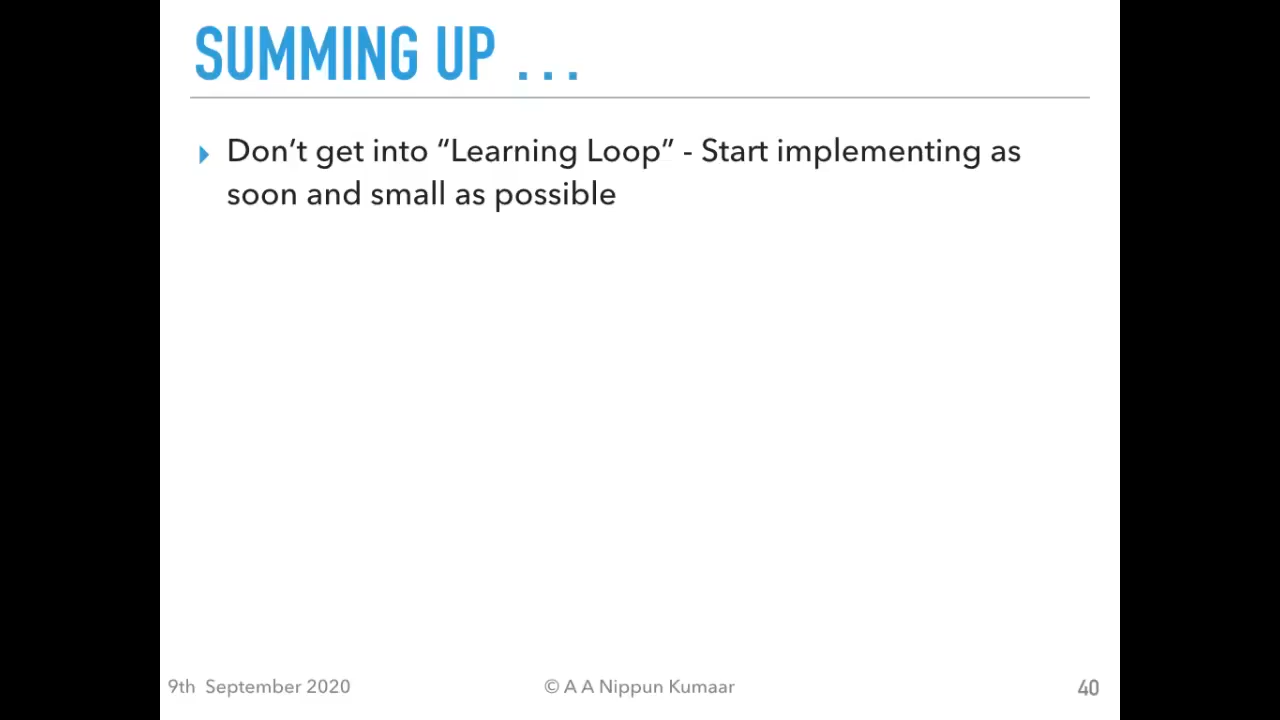 SUMMING UP ...
Don’t get into “Learning Loop” - Start implementing as
soon and small as possible
9th September 2020
© A A Nippun Kumaar
40